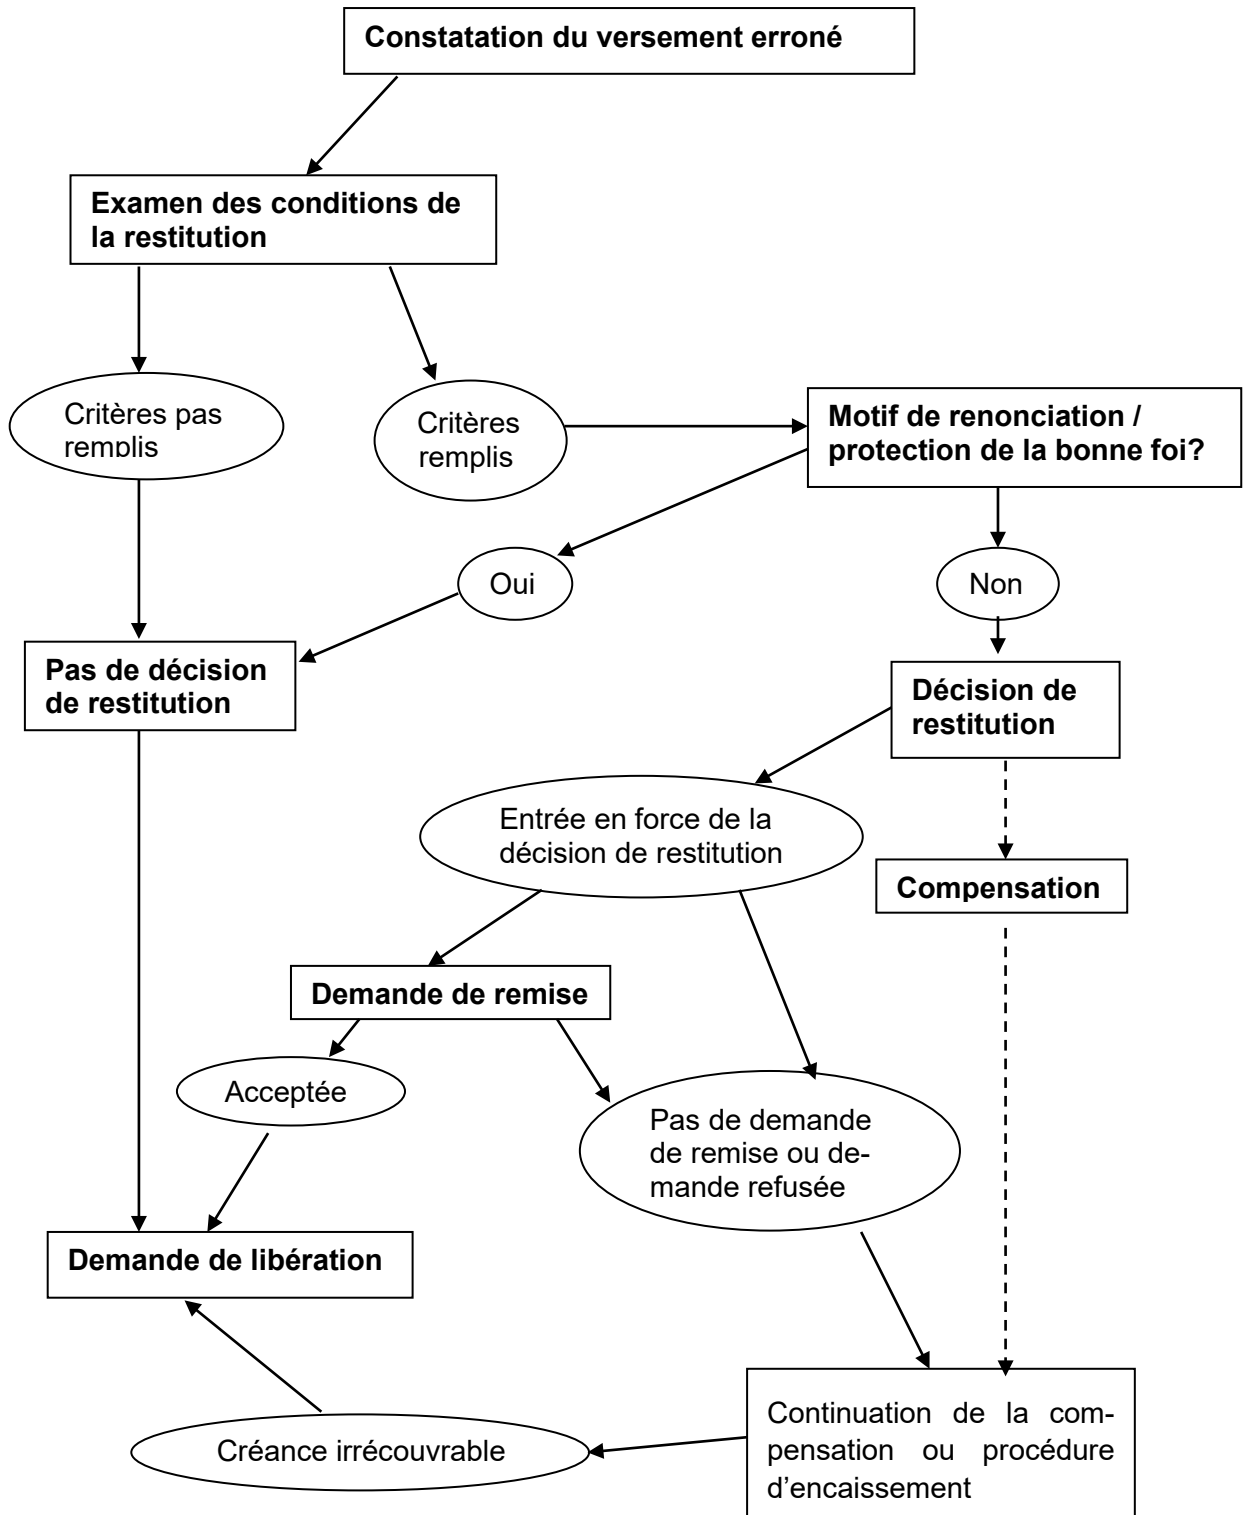 Constatation du versement erroné
Examen des conditions de
la restitution
Critères pas
remplis
Critères
remplis
Motif de renonciation /
protection de la bonne foi?
Oui
Non
Pas de décision
de restitution
Décision de
restitution
Entrée en force de la
décision de restitution
Compensation
Demande de remise
Acceptée
Pas de demande
de remise ou de-
mande refusée
Demande de libération
Créance irrécouvrable
Continuation de la com-
pensation ou procédure
d’encaissement